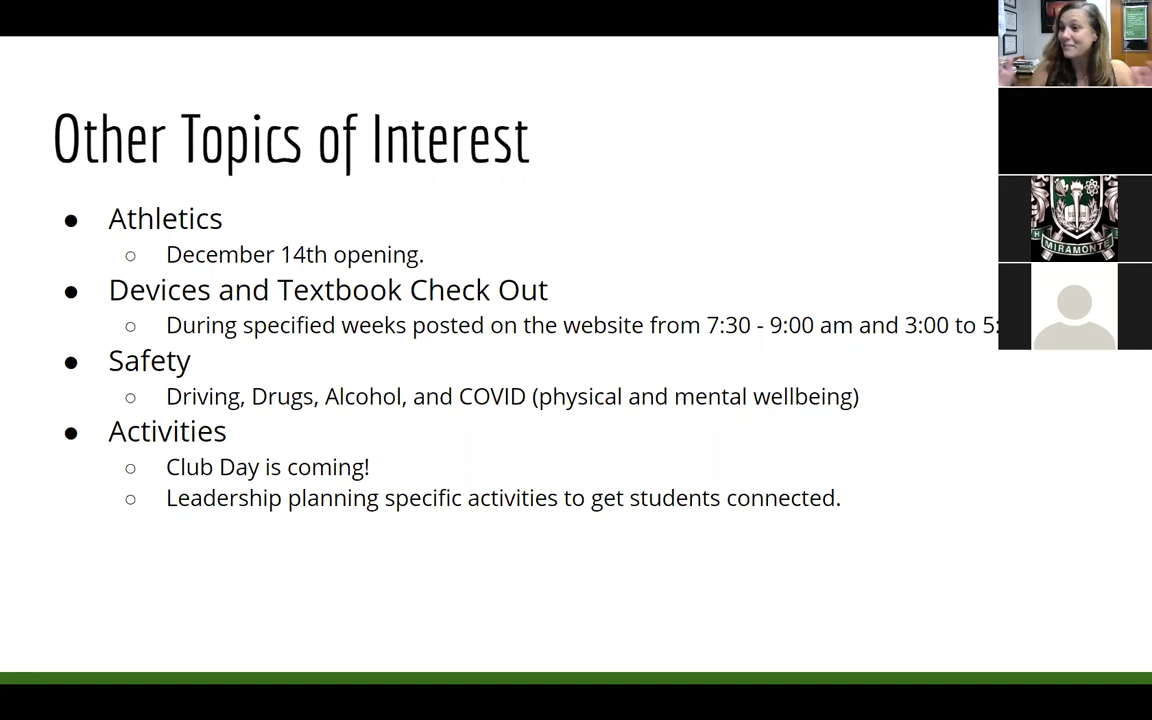 Other Topics of Interest
● Athletics
○ December 14th opening.
● Devices and Textbook Check Out
○ During specified weeks posted on the website from 7:30 - 9:00 am and 3:00 to 5:
● Safety
○ Driving, Drugs, Alcohol, and COVID (physical and mental wellbeing)
● Activities
○ Club Day is coming!
○ Leadership planning specific activities to get students connected.
MIRAMONTE